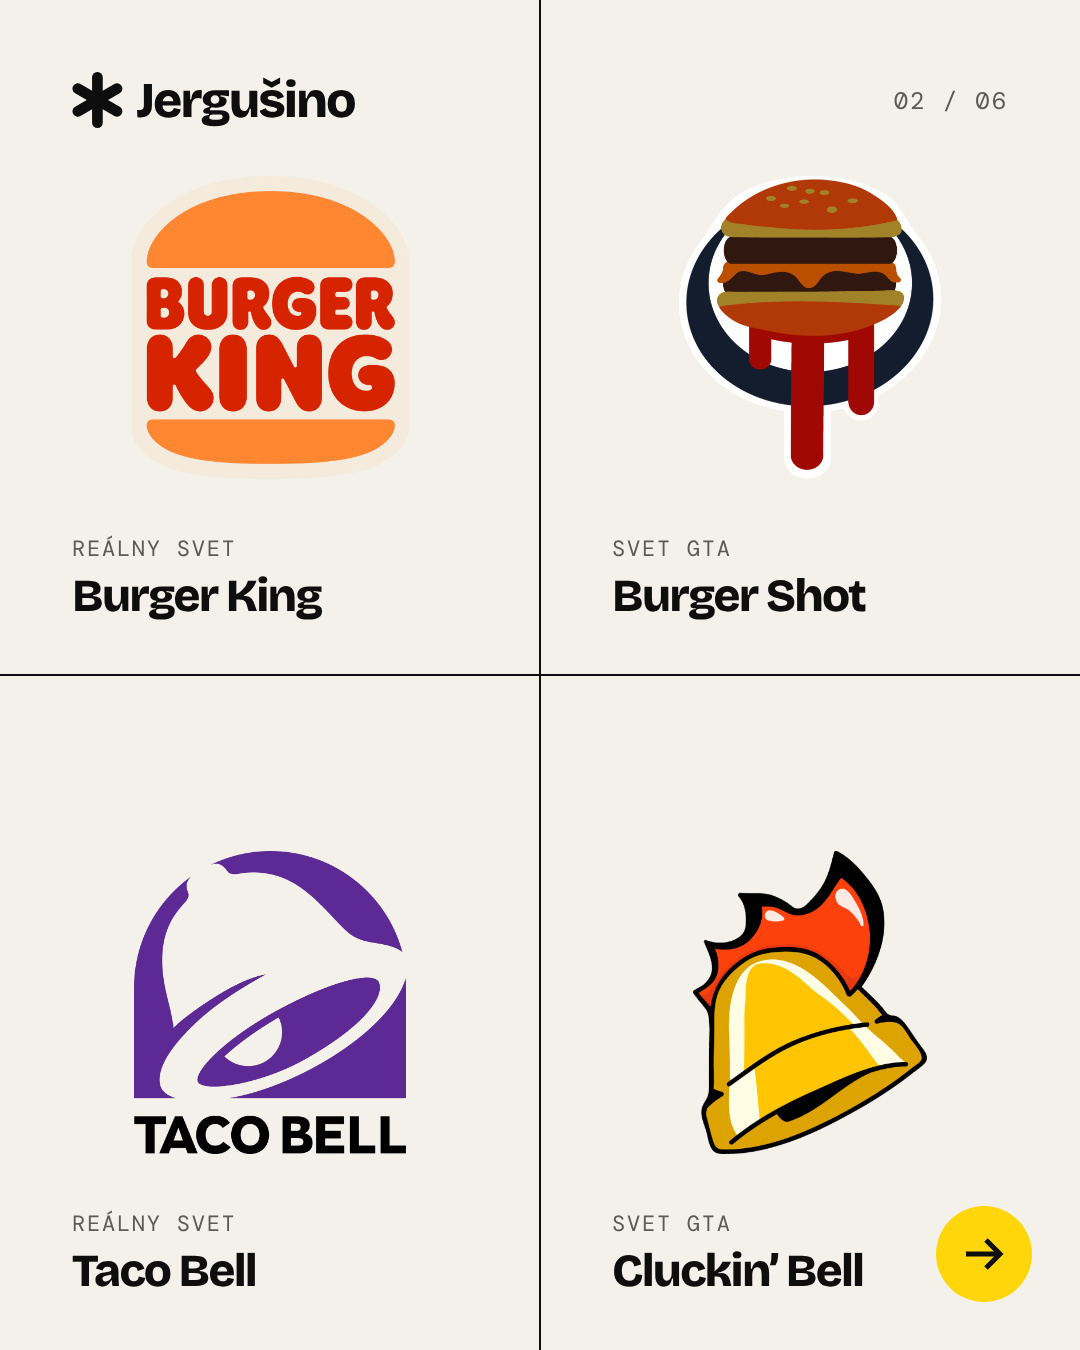 Jergušino
02 / 06
BURGER
KING
REÁLNY SVET
Burger King
SVET GTA
Burger Shot
TACO BELL
REÁLNY SVET
Taco Bell
SVET GTA
Cluckin’ Bell